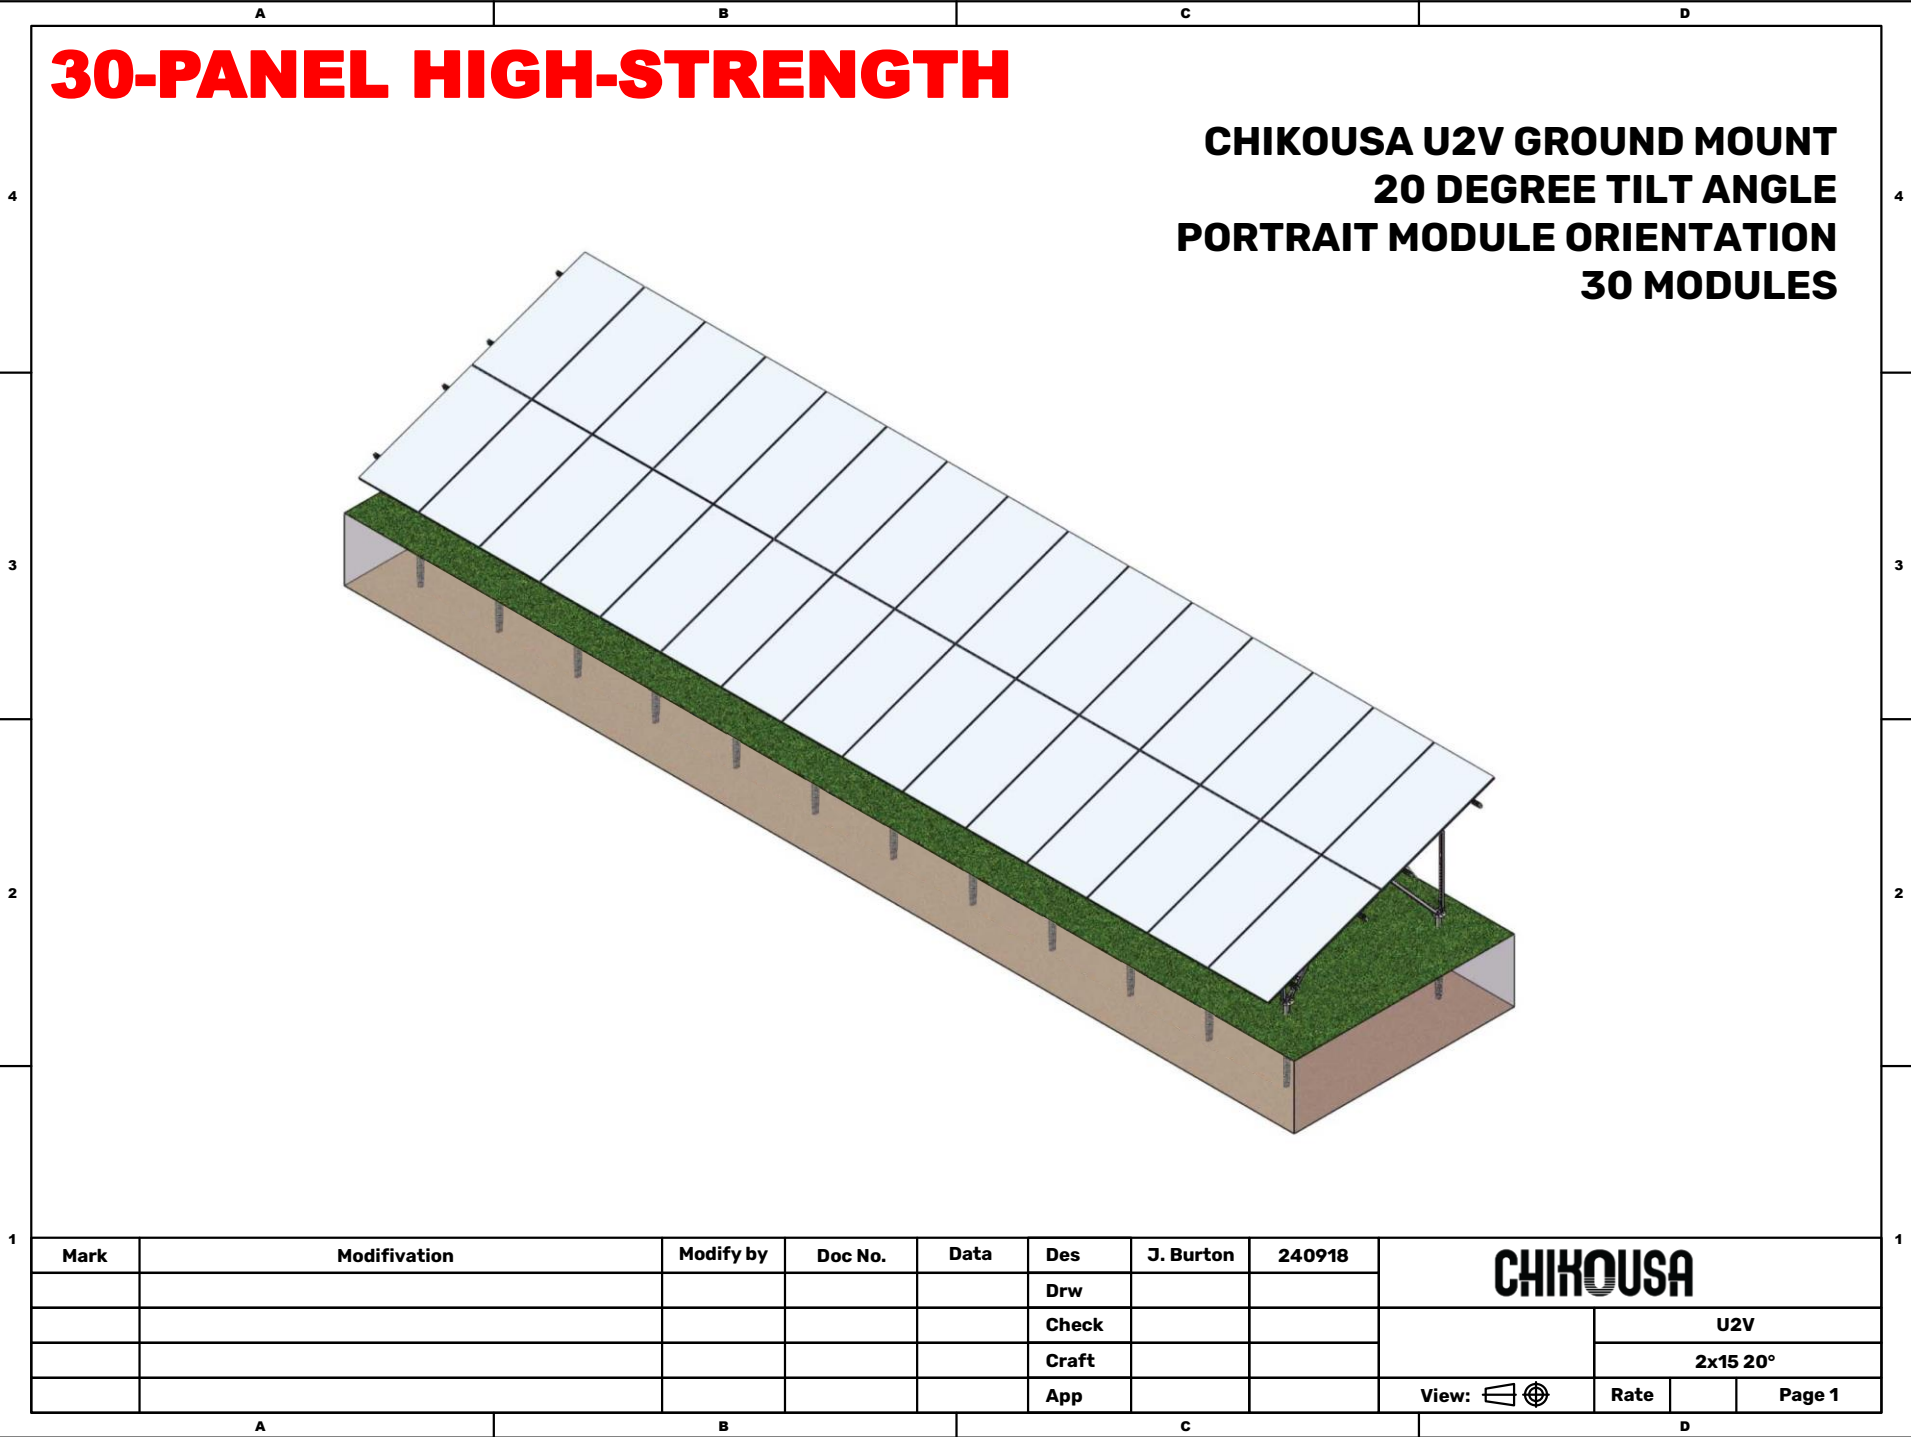 A B C D
30-PANEL HIGH-STRENGTH
CHIKOUSA U2V GROUND MOUNT
20 DEGREE TILT ANGLE
PORTRAIT MODULE ORIENTATION
30 MODULES
4 4
3 3
2 2
1 1
Mark Modifivation Modify by Doc No. Data Des J. Burton 240918
CHIKOUSA
Drw
Check
U2V
Craft
2x15 20°
App
View:
Rate
Page 1
A B C D